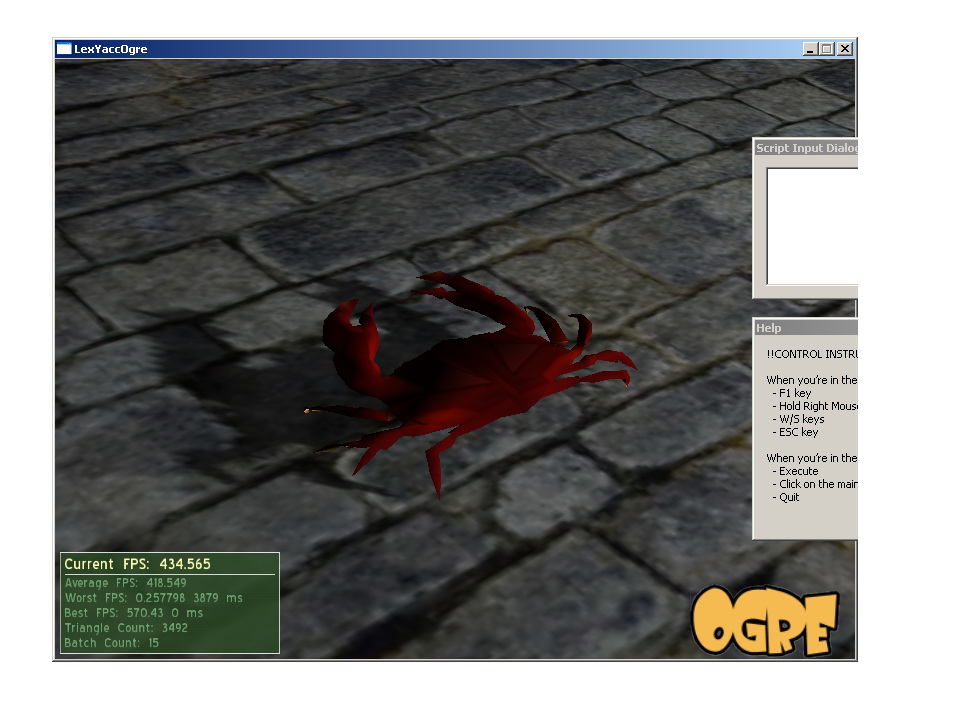 LexYaccOgre
Script Input Dialog
Help
!!CONTROL INSTRU
When you're in the
- F1 key
- Hold Right Mouse
- W/S keys
- ESC key
When you're in the
- Execute
- Click on the main
- Quit
Current FPS: 434.565
Average FPS: 418.549
Worst FPS: 0.257798 3879 ms
Best FPS: 570.43 0 ms
Triangle Count: 3492
Batch Count: 15
OGRE